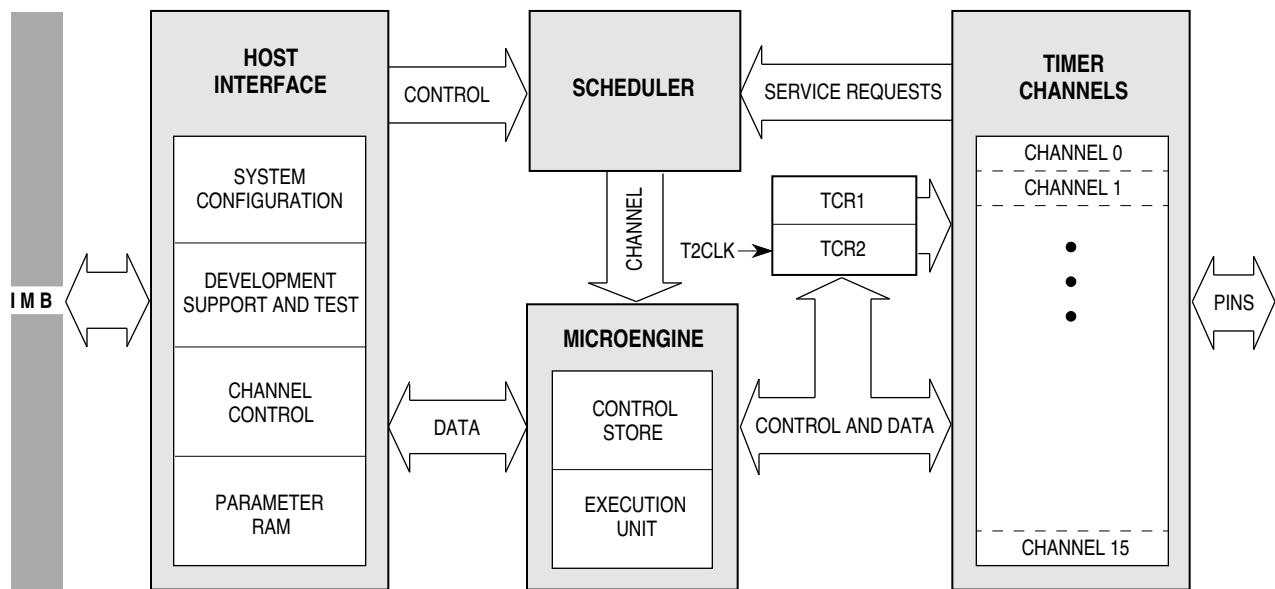 HOST
INTERFACE
CONTROL
SCHEDULER
SERVICE REQUESTS
TIMER
CHANNELS
SYSTEM
CONFIGURATION
DEVELOPMENT
SUPPORT AND TEST
CHANNEL
CONTROL
PARAMETER
RAM
I M B
DATA
CHANNEL
MICROENGINE
CONTROL
STORE
EXECUTION
UNIT
TCR1
T2CLK
TCR2
CONTROL AND DATA
CHANNEL 0
CHANNEL 1
CHANNEL 15
PINS